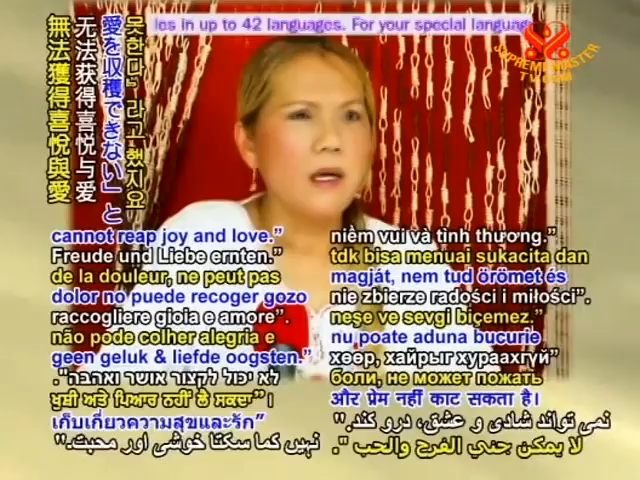 les in up to 42 languages. For your special languag
SUPREME MASTER
TV.COM
못한다” 라고 했지요
愛を収穫できない」と
无法获得喜悦与爱
無法獲得喜悅與愛
cannot reap joy and love.”
Freude und Liebe ernten.”
de la douleur, ne peut pas
dolor no puede recoger gozo
raccogliere gioia e amore”.
não pode colher alegria e
geen geluk & liefde oogsten.”
לא יכול לקצור אושר ואהבה".
ਖੁਸ਼ੀ ਅਤੇ ਪਿਆਰ ਨਹੀਂ ਲੈ ਸਕਦਾ”।
เก็บเกี่ยวความสุขและรัก”
نہیں کما سکتا خوشی اور محبت."
niềm vui và tình thương.”
tdk bisa menuai sukacita dan
magját, nem tud örömet és
nie zbierze radości i miłości”.
neşe ve sevgi biçemez.”
nu poate aduna bucurie
хөөр, хайрыг хураахгүй”
боли, не может пожать
और प्रेम नहीं काट सकता है।
نمی تواند شادی و عشق، درو کند."
لا يمكن جني الفرح والحب ".